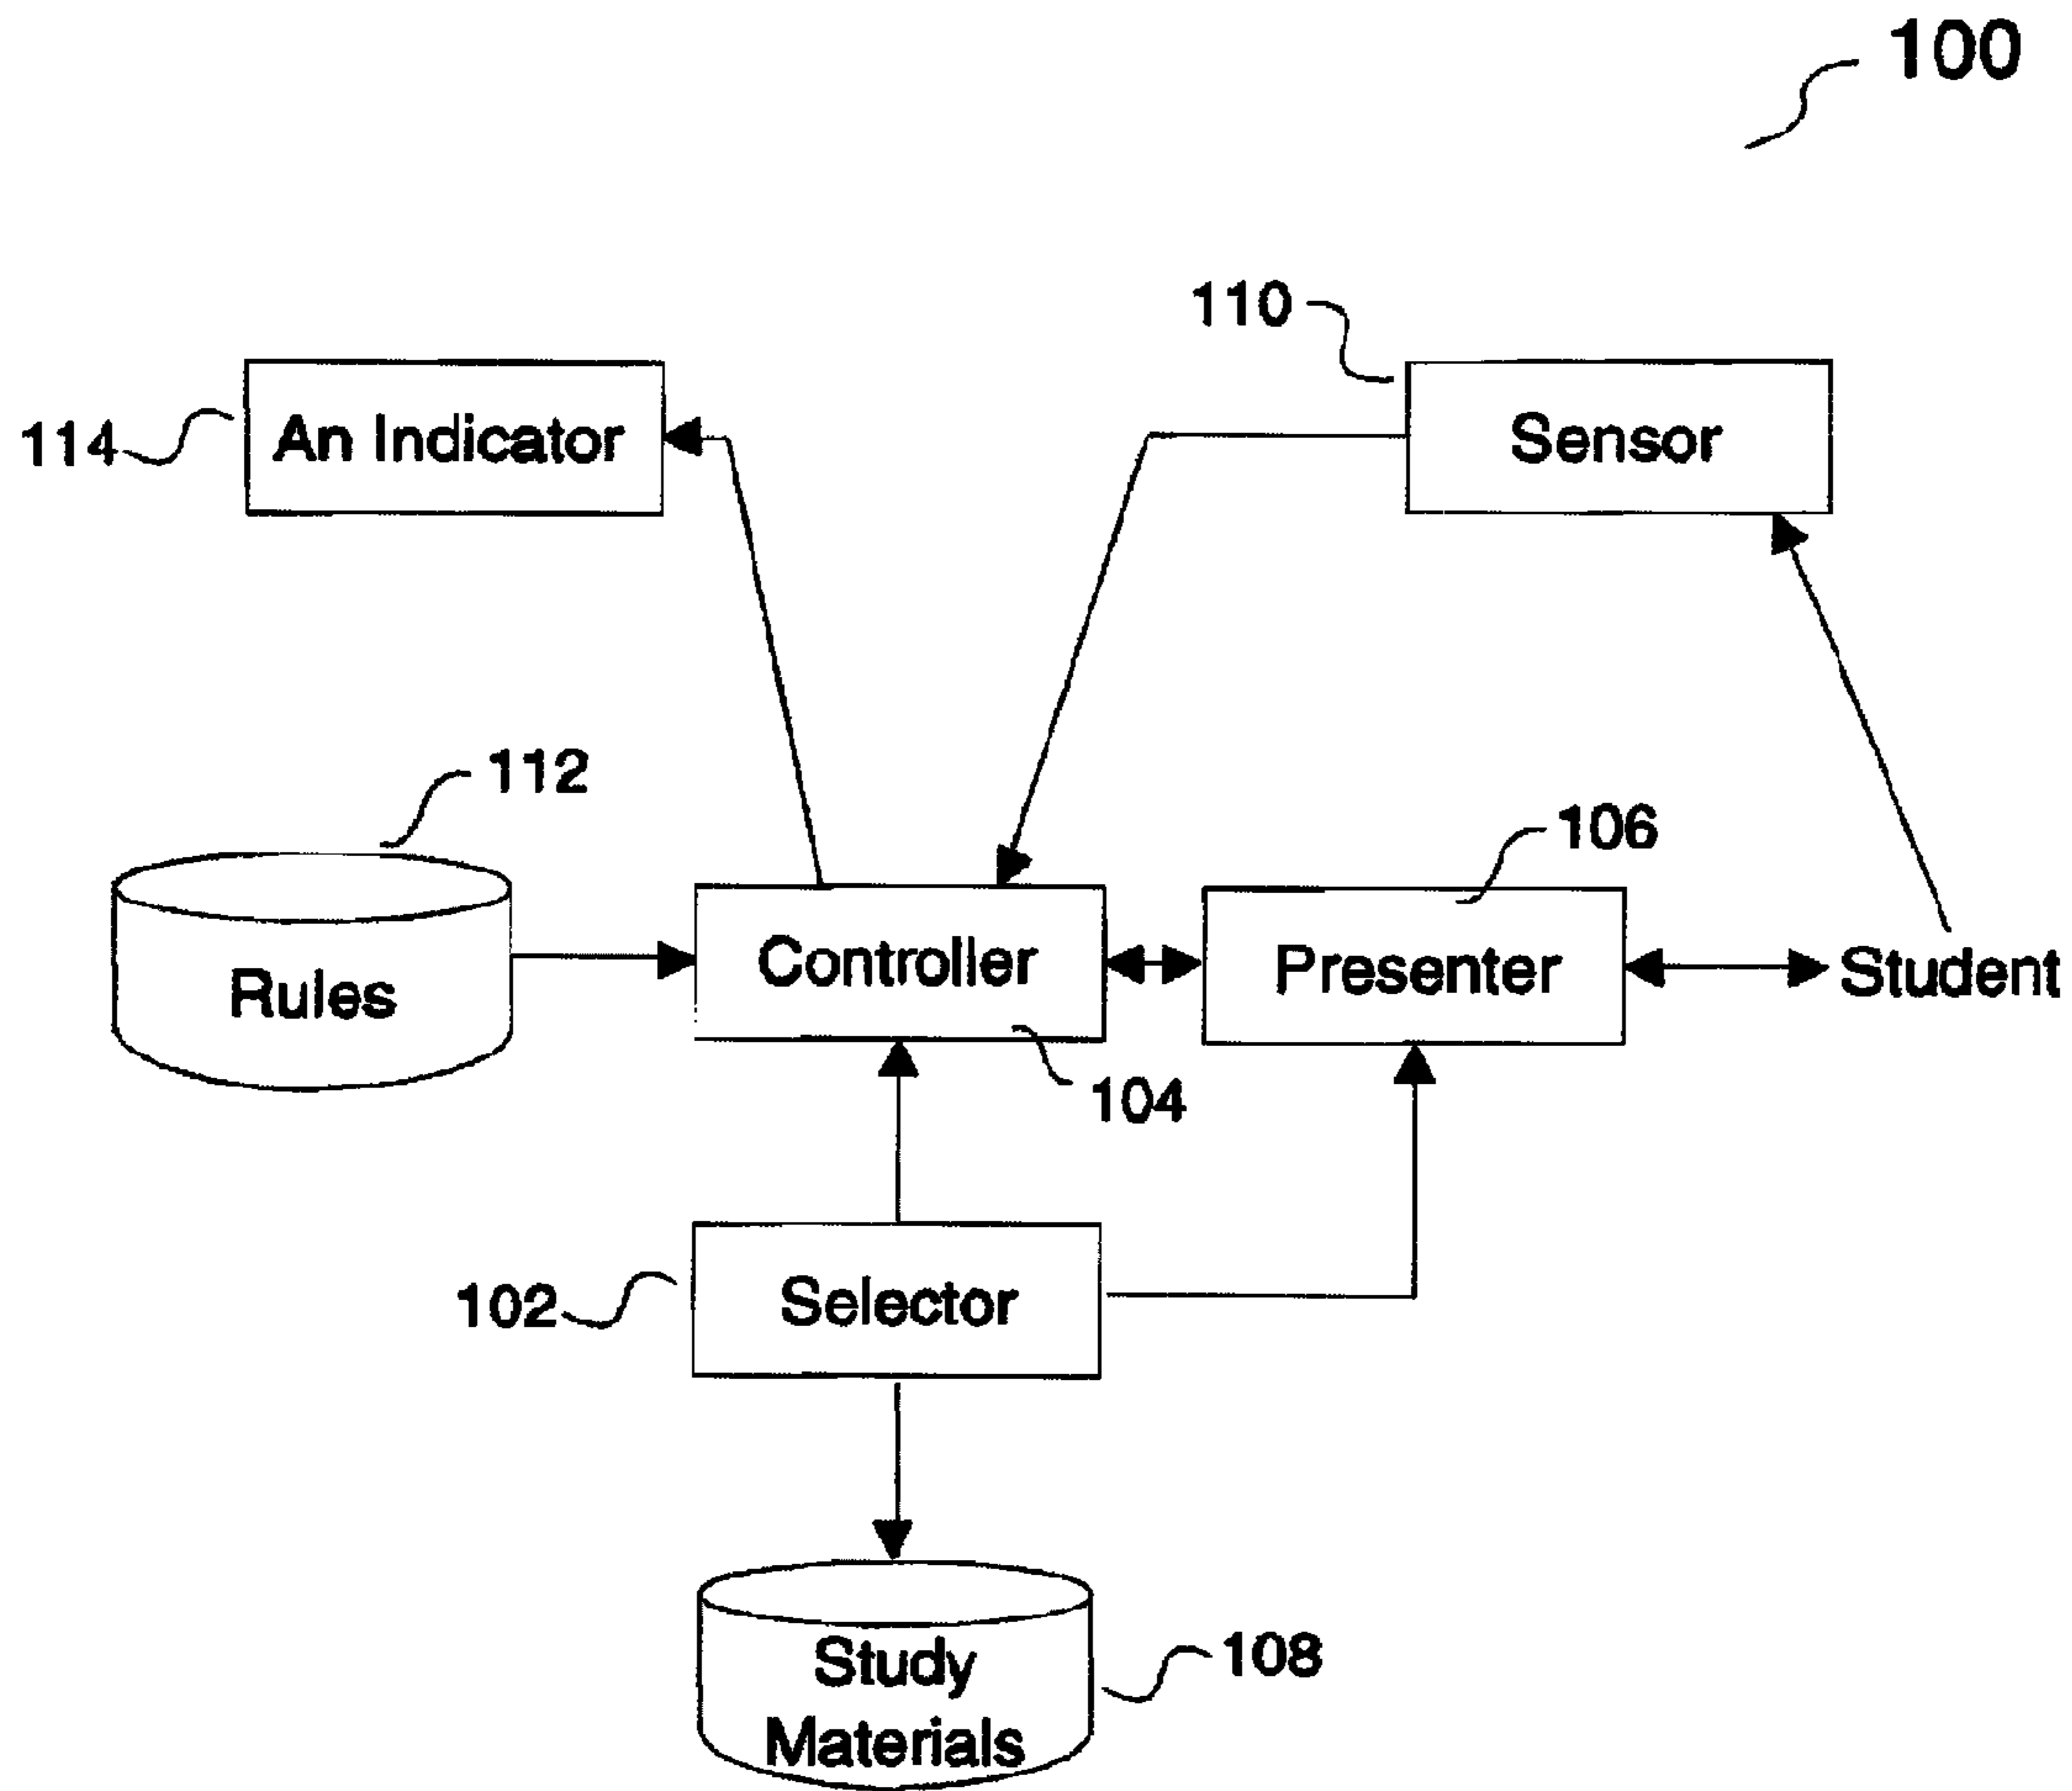 100
110
114
An Indicator
Sensor
112
106
Rules
Controller
Presenter
Student
104
102
Selector
108
Study
Materials